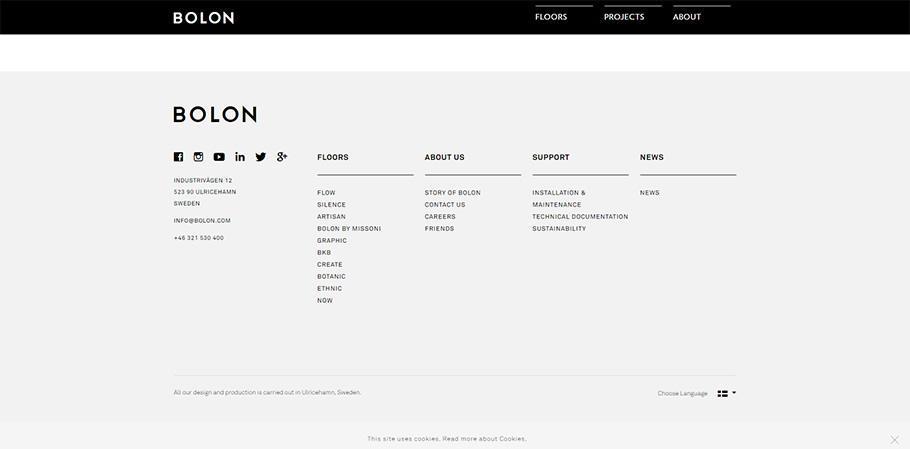 BOLON
FLOORS PROJECTS ABOUT
BOLON
INDUSTRIVÄGEN 12
523 90 ULRICEHAMN
SWEDEN
INFO@BOLON.COM
+46 321 530 400
FLOORS
FLOW
SILENCE
ARTISAN
BOLON BY MISSONI
GRAPHIC
BKB
CREATE
BOTANIC
ETHNIC
NOW
ABOUT US
STORY OF BOLON
CONTACT US
CAREERS
FRIENDS
SUPPORT
INSTALLATION &
MAINTENANCE
TECHNICAL DOCUMENTATION
SUSTAINABILITY
NEWS
NEWS
All our design and production is carried out in Ulricehamn, Sweden.
Choose Language
This site uses cookies. Read more about Cookies.